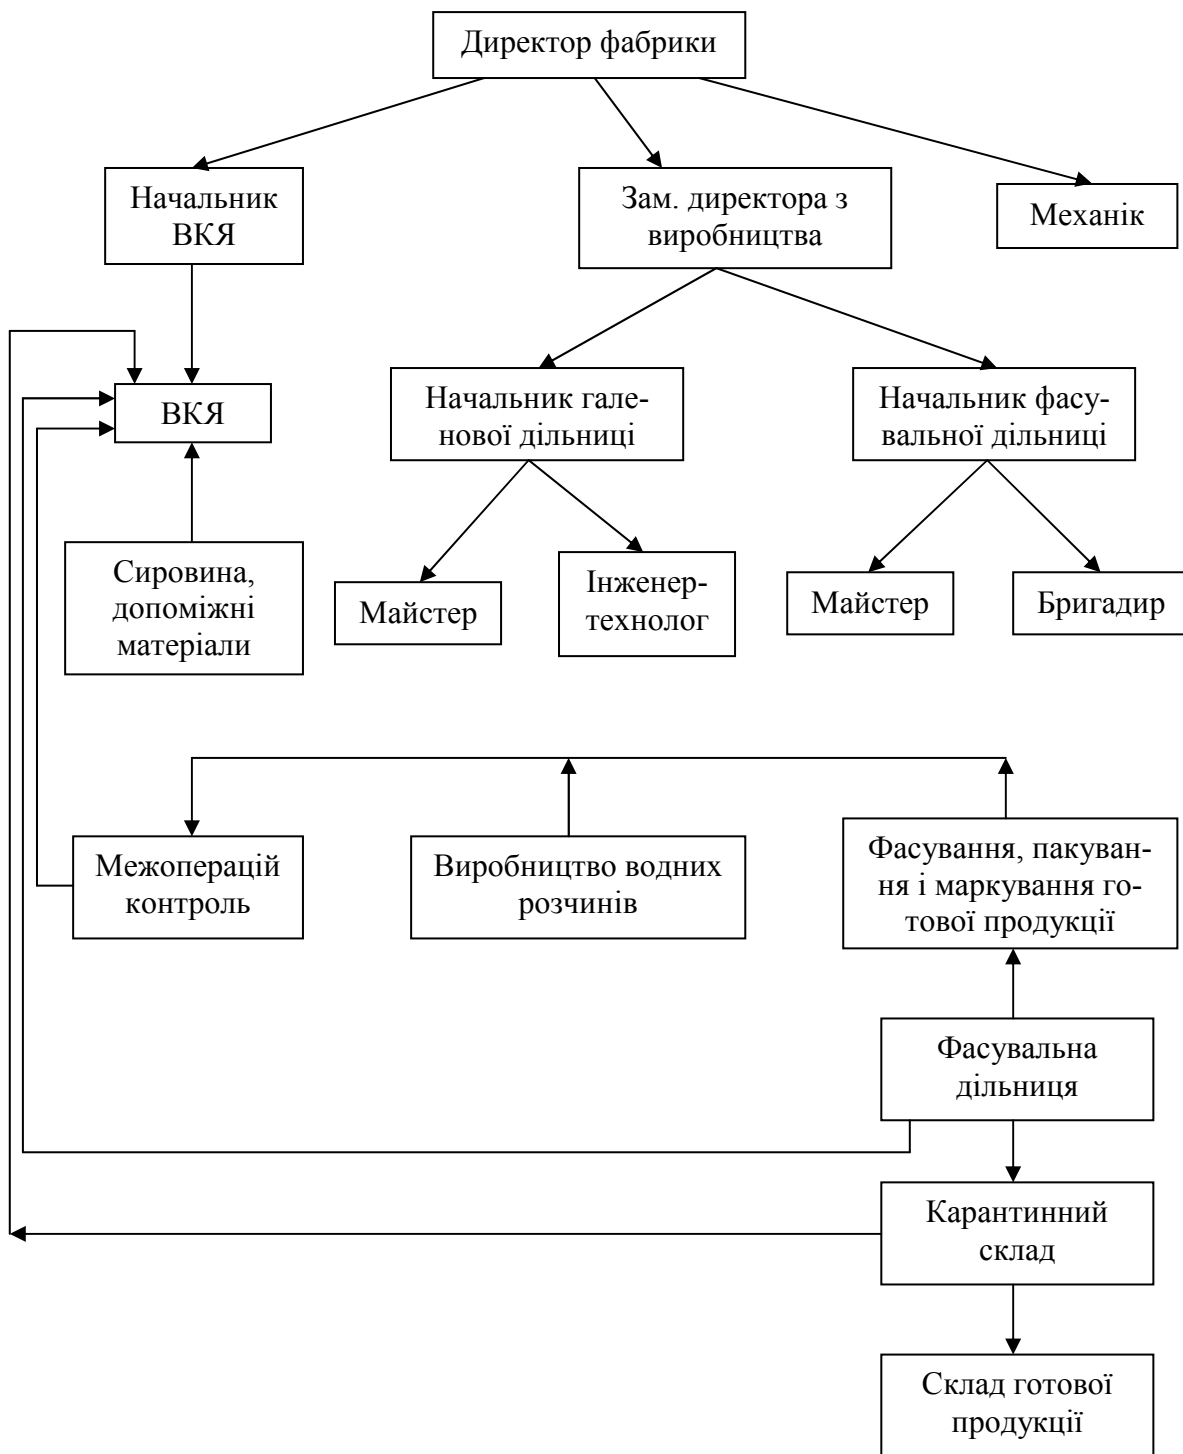 Директор фабрики
Начальник
ВКЯ
Зам. директора з
виробництва
Механік
ВКЯ
Начальник гале-
нової дільниці
Начальник фасу-
вальної дільниці
Сировина,
допоміжні
матеріали
Майстер
Інженер-
технолог
Майстер
Бригадир
Межоперацій
контроль
Виробництво водних
розчинів
Фасування, пакуван-
ня і маркування го-
тової продукції
Фасувальна
дільниця
Карантинний
склад
Склад готової
продукції